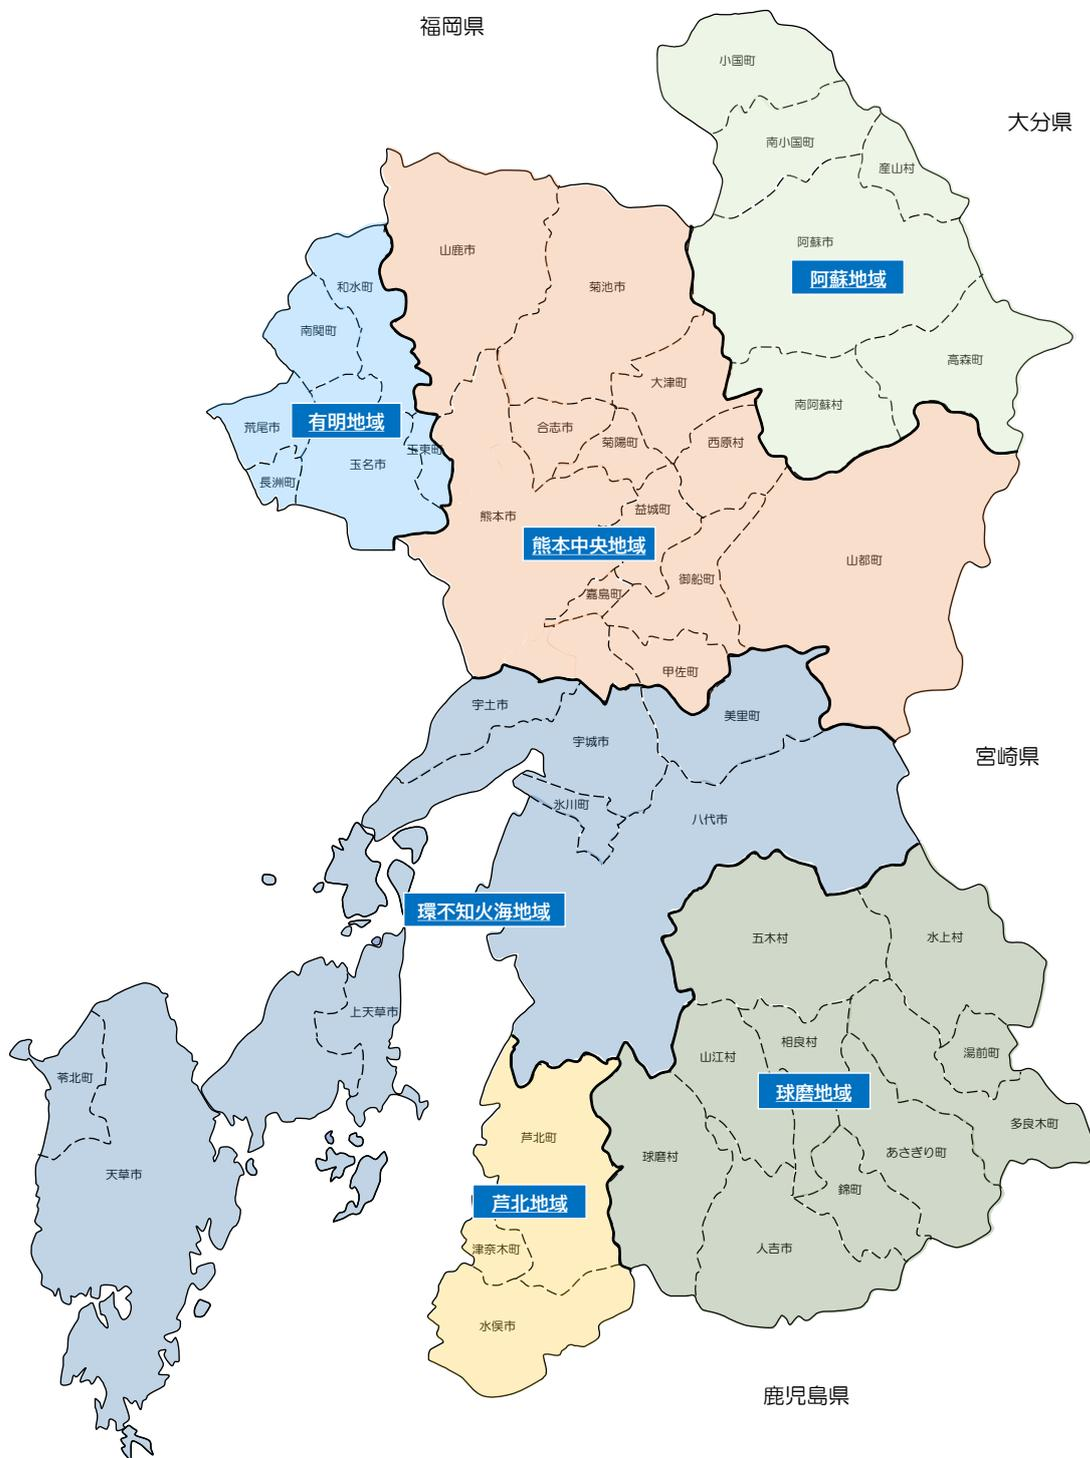 福岡県
小国町
大分県
南小国町
産山村
阿蘇市
阿蘇地域
高森町
南阿蘇村
山鹿市
菊池市
和水町
南関町
荒尾市
有明地域
玉東町
玉名市
長洲町
大津町
合志市
菊陽町
西原村
熊本市
益城町
熊本中央地域
山都町
御船町
嘉島町
甲佐町
宇土市
美里町
宇城市
宮崎県
氷川町
八代市
環不知火海地域
五木村
水上村
上天草市
苓北町
天草市
山江村
相良村
湯前町
球磨地域
多良木町
芦北町
球磨村
あさぎり町
錦町
芦北地域
津奈木町
人吉市
水俣市
鹿児島県